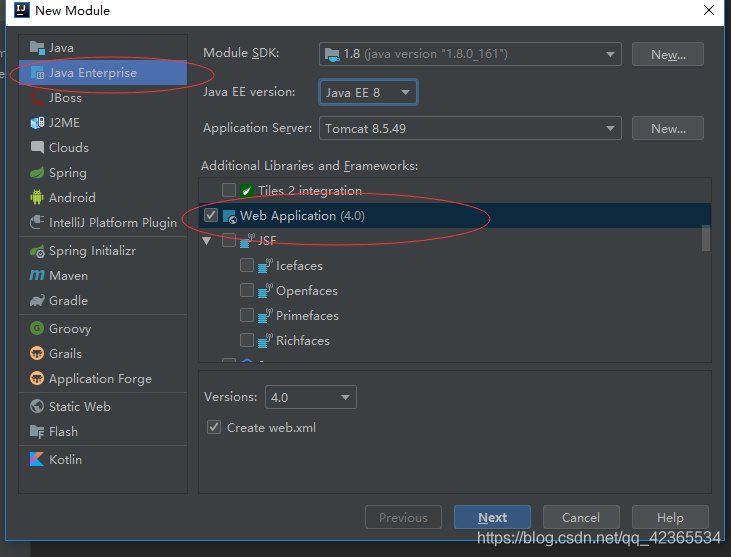 New Module
Java
Java Enterprise
JBoss
J2ME
Clouds
Spring
Android
IntelliJ Platform Plugin
Spring Initializr
Maven
Gradle
Groovy
Grails
Application Forge
Static Web
Flash
Kotlin
Module SDK:
1.8 (java version "1.8.0_161")
New...
Java EE version:
Java EE 8
Application Server:
Tomcat 8.5.49
New...
Additional Libraries and Frameworks:
Tiles 2 integration
Web Application (4.0)
JSF
Icefaces
Openfaces
Primefaces
Richfaces
Versions:
4.0
Create web.xml
Previous
Next
Cancel
Help
https://blog.csdn.net/qq_42365534